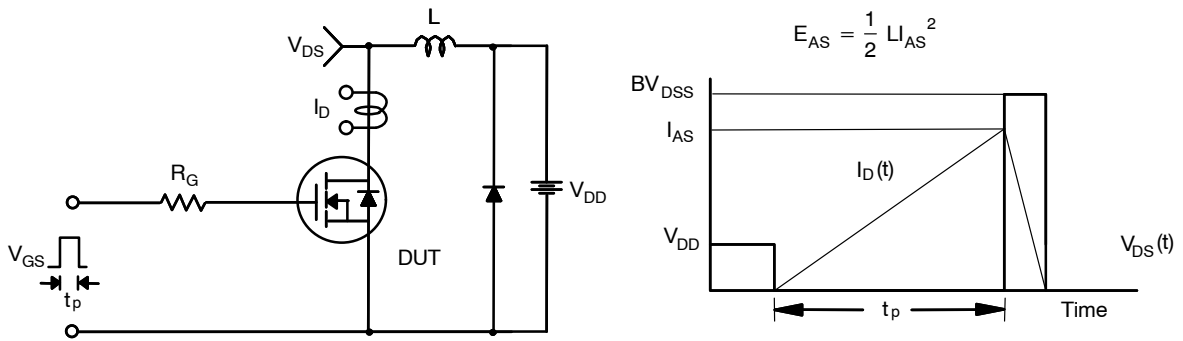 L
V_DS
I_D
R_G
V_DD
V_GS
DUT
t_p
E_AS = 1/2 LI_AS^2
BV_DSS
I_AS
I_D(t)
V_DD
V_DS(t)
t_p
Time